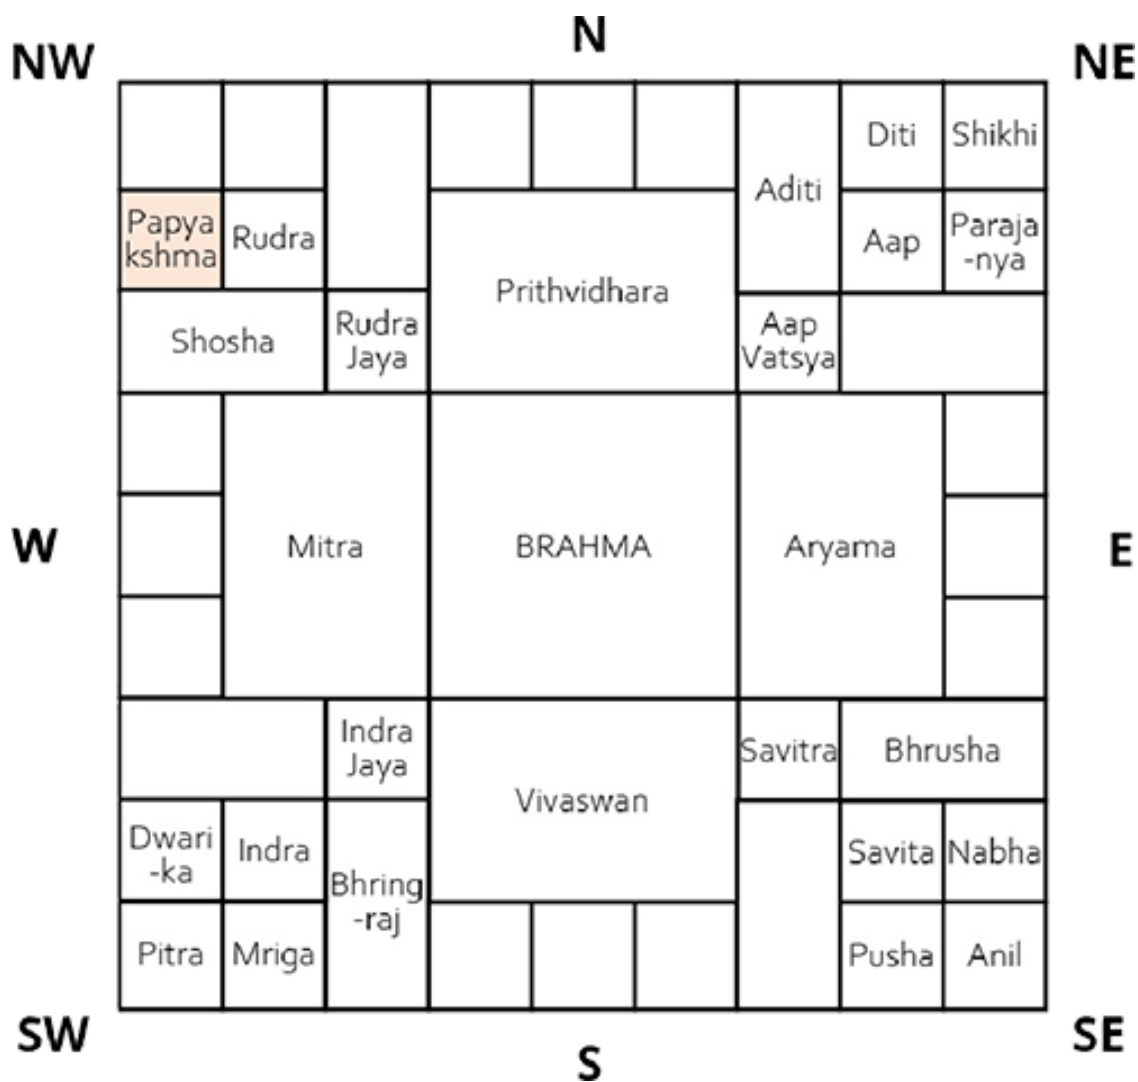 N
NW
NE
Diti
Shikhi
Aditi
Papya
kshma
Rudra
Aap
Paraja
-nya
Prithvidhara
Shosha
Rudra
Jaya
Aap
Vatsya
W
Mitra
BRAHMA
Aryama
E
Indra
Jaya
Savitra
Bhrusha
Vivaswan
Dwari
-ka
Indra
Bhring
-raj
Savita
Nabha
Pitra
Mriga
Pusha
Anil
SW
S
SE